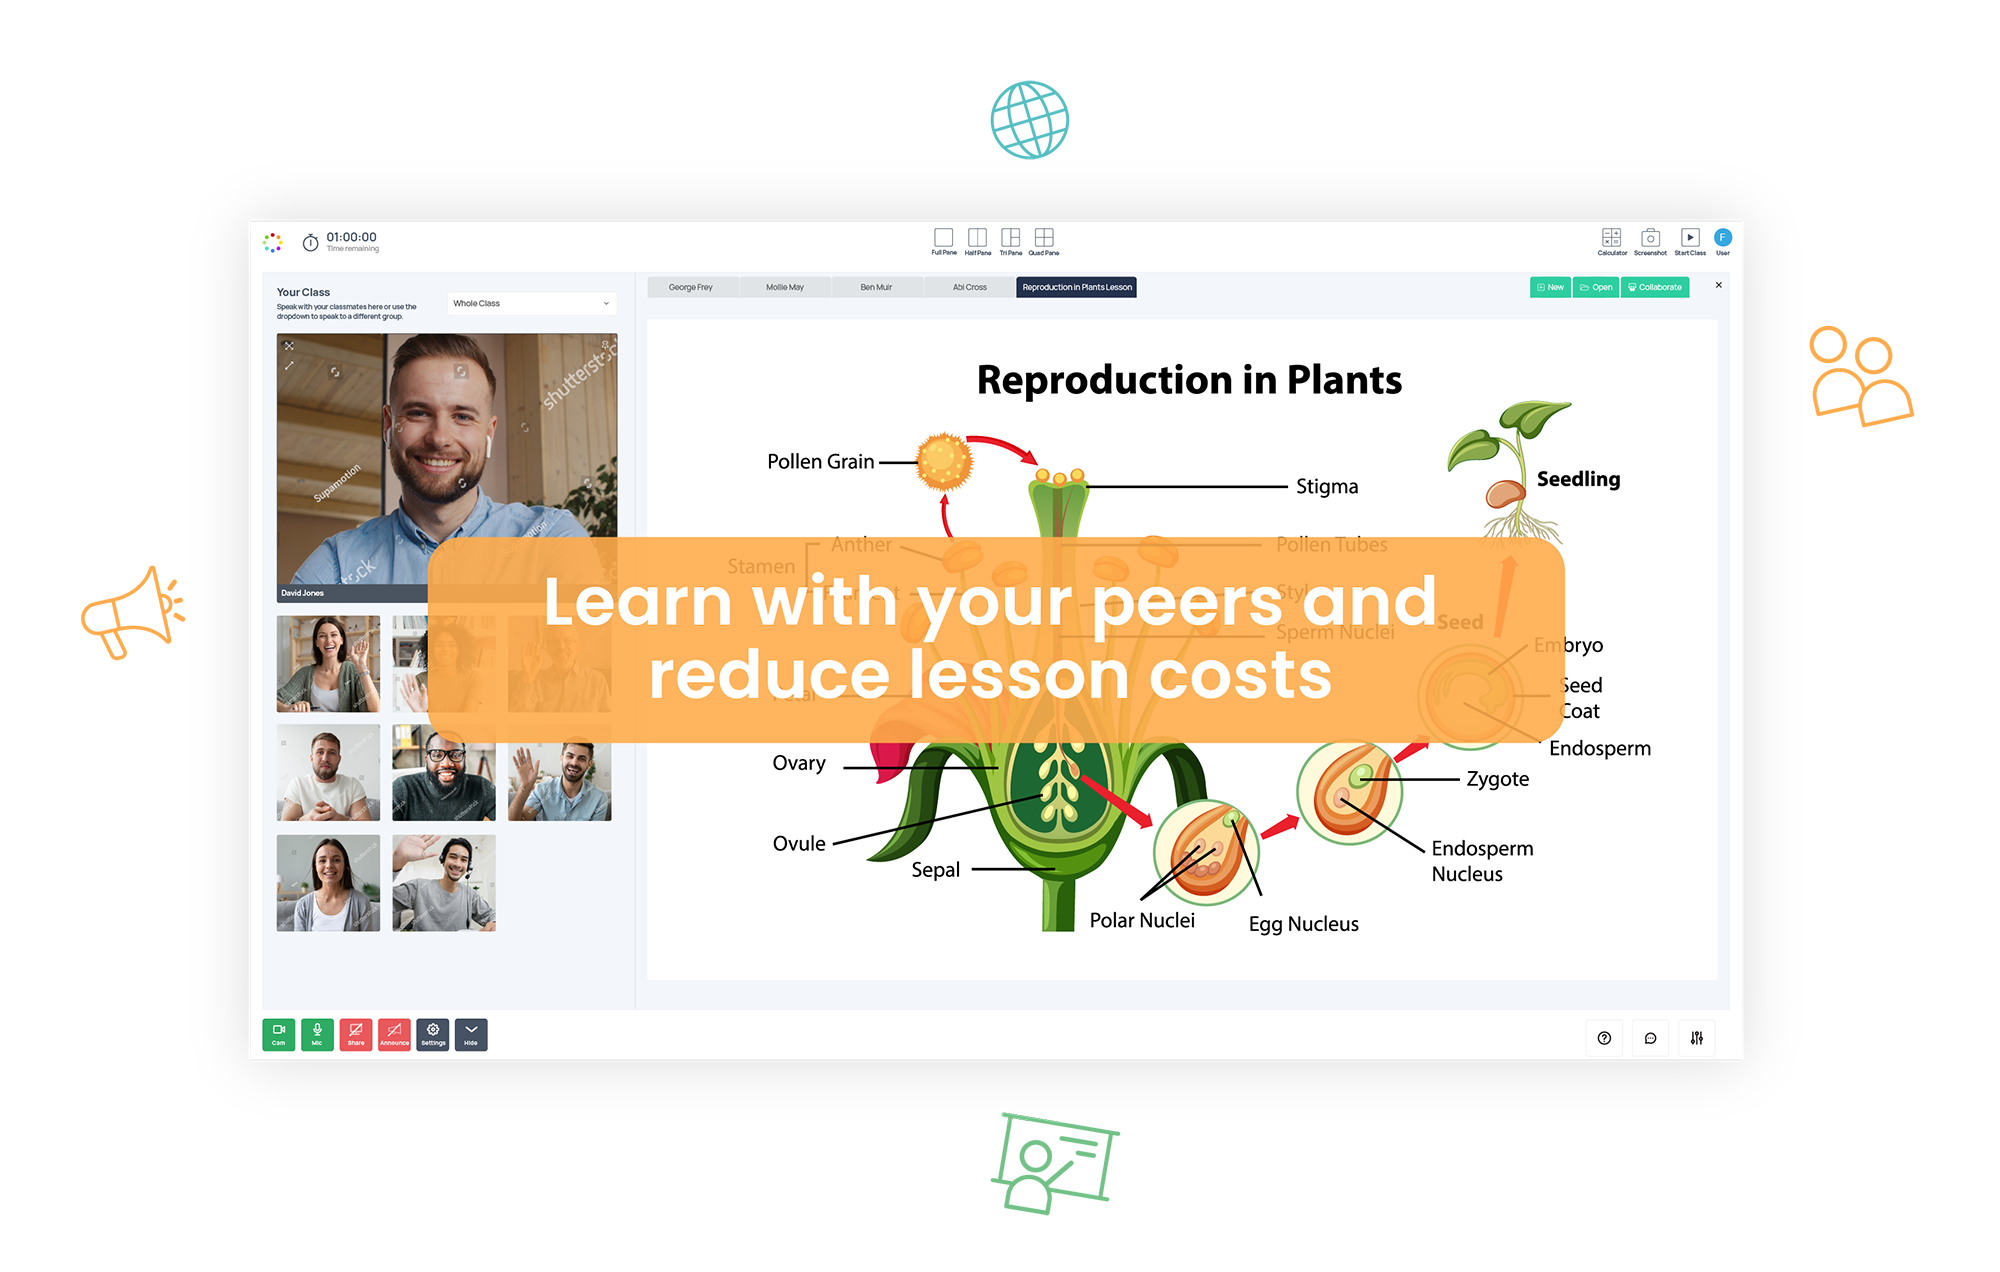 01:00:00
Time remaining
Full Pane
Half Pane
Tri Pane
Quad Pane
Calculator
Screenshot
Start Class
F
User
Your Class
Speak with your classmates here or use the
dropdown to speak to a different group.
Whole Class
George Frey
Mollie May
Ben Muir
Abi Cross
Reproduction in Plants Lesson
New
Open
Collaborate
shutterstock
Supamotion
David Jones
Reproduction in Plants
Pollen Grain
Stigma
Seedling
Anther
Stamen
Pollen Tubes
Sperm Nuclei
Seed
Learn with your peers and
reduce lesson costs
Embryo
Seed
Coat
Endosperm
Ovary
Zygote
Ovule
Sepal
Endosperm
Nucleus
Polar Nuclei
Egg Nucleus
Cam
Mic
Share
Announce
Settings
Hide